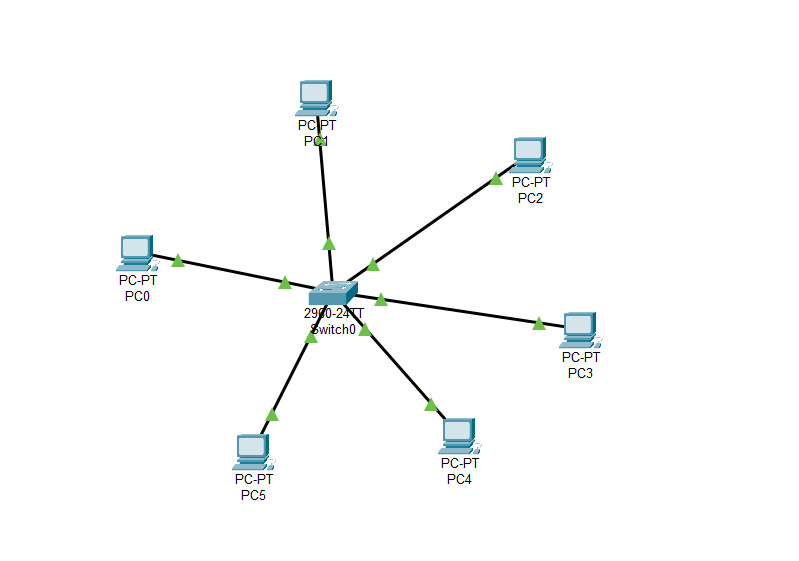 PC-PT
PC1
PC-PT
PC2
PC-PT
PC0
2960-24TT
Switch0
PC-PT
PC3
PC-PT
PC4
PC-PT
PC5